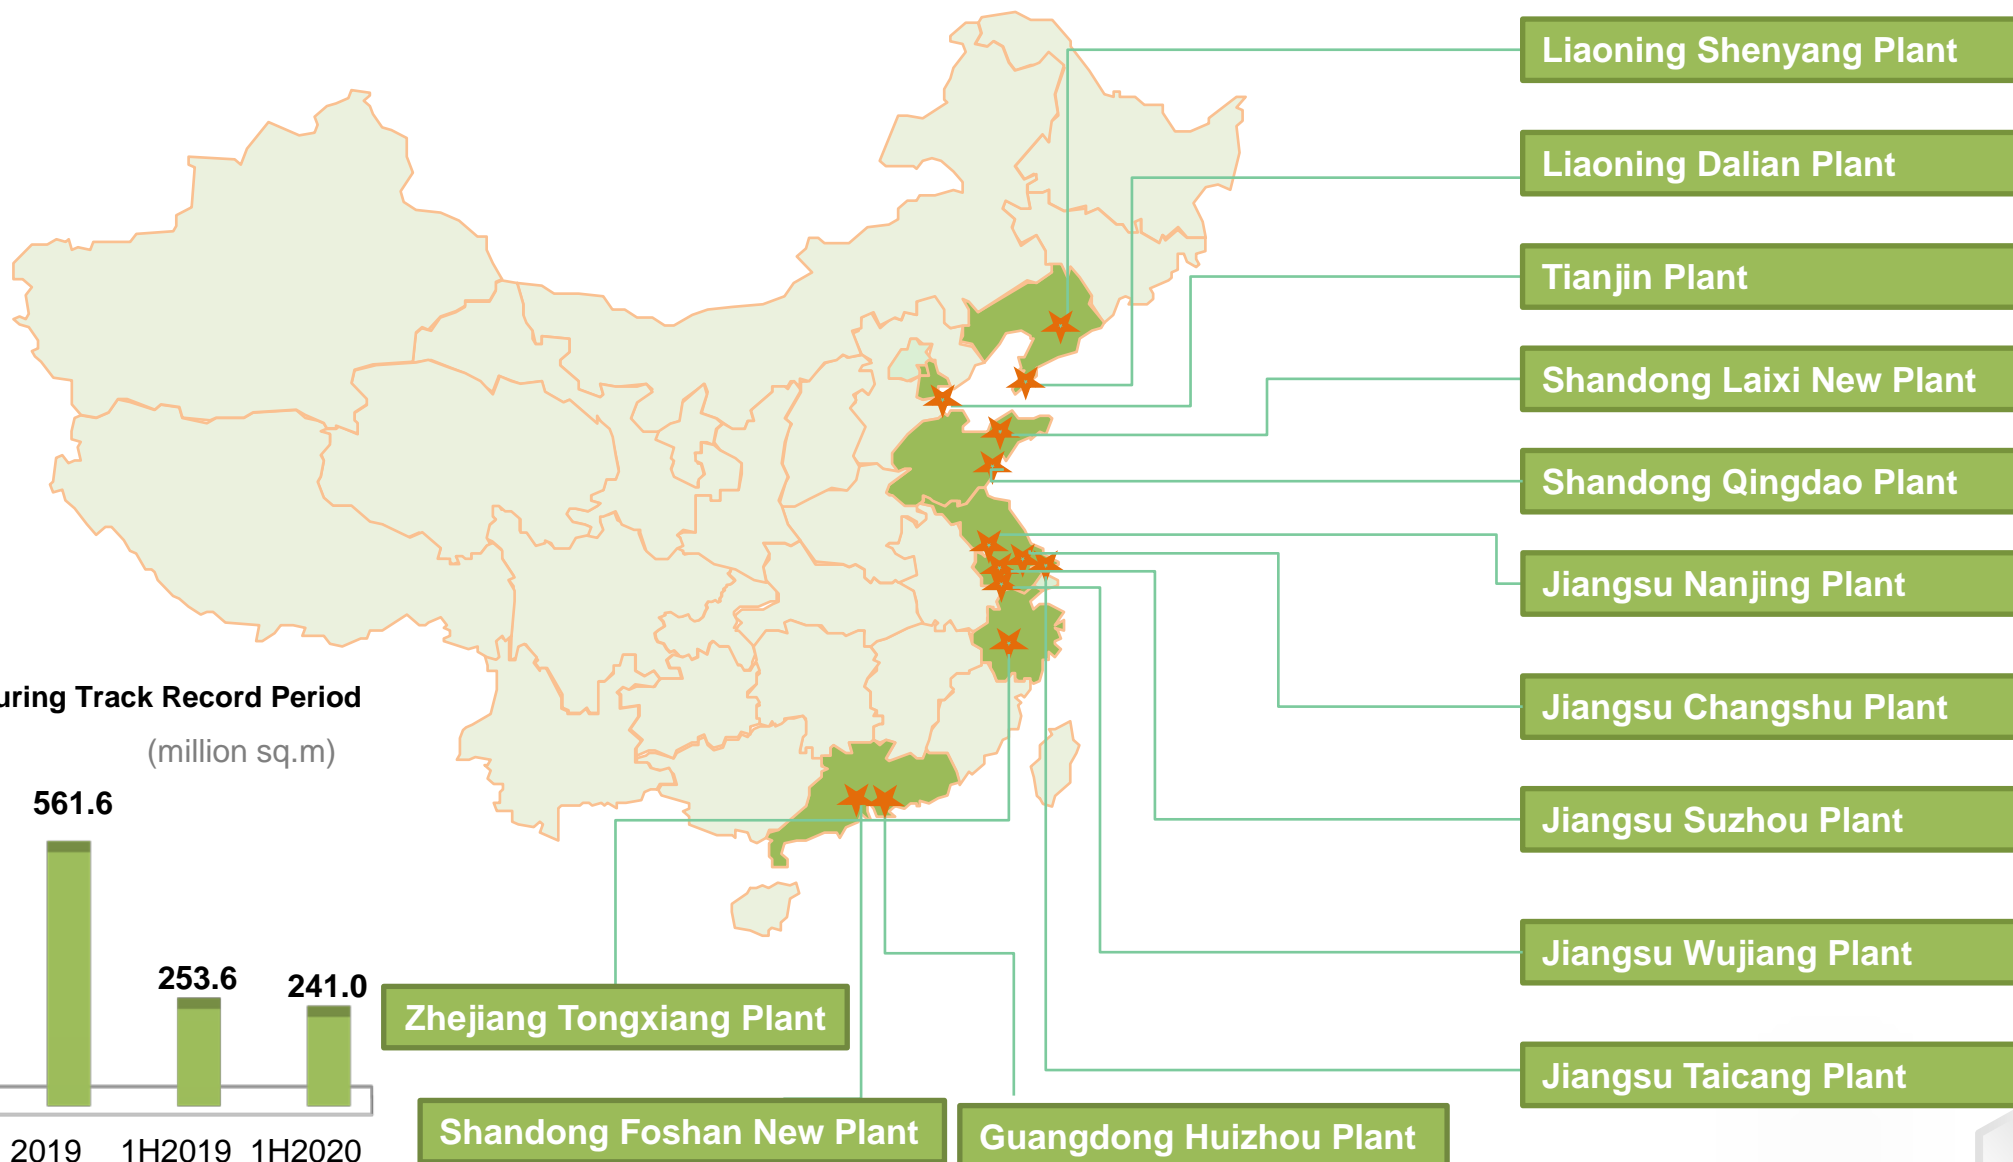 Liaoning Shenyang Plant
Liaoning Dalian Plant
Tianjin Plant
Shandong Laixi New Plant
Shandong Qingdao Plant
Jiangsu Nanjing Plant
Jiangsu Changshu Plant
Jiangsu Suzhou Plant
Jiangsu Wujiang Plant
Jiangsu Taicang Plant
Track Record Period
(million sq.m)
561.6
253.6
241.0
2019 1H2019 1H2020
Zhejiang Tongxiang Plant
Shandong Foshan New Plant
Guangdong Huizhou Plant